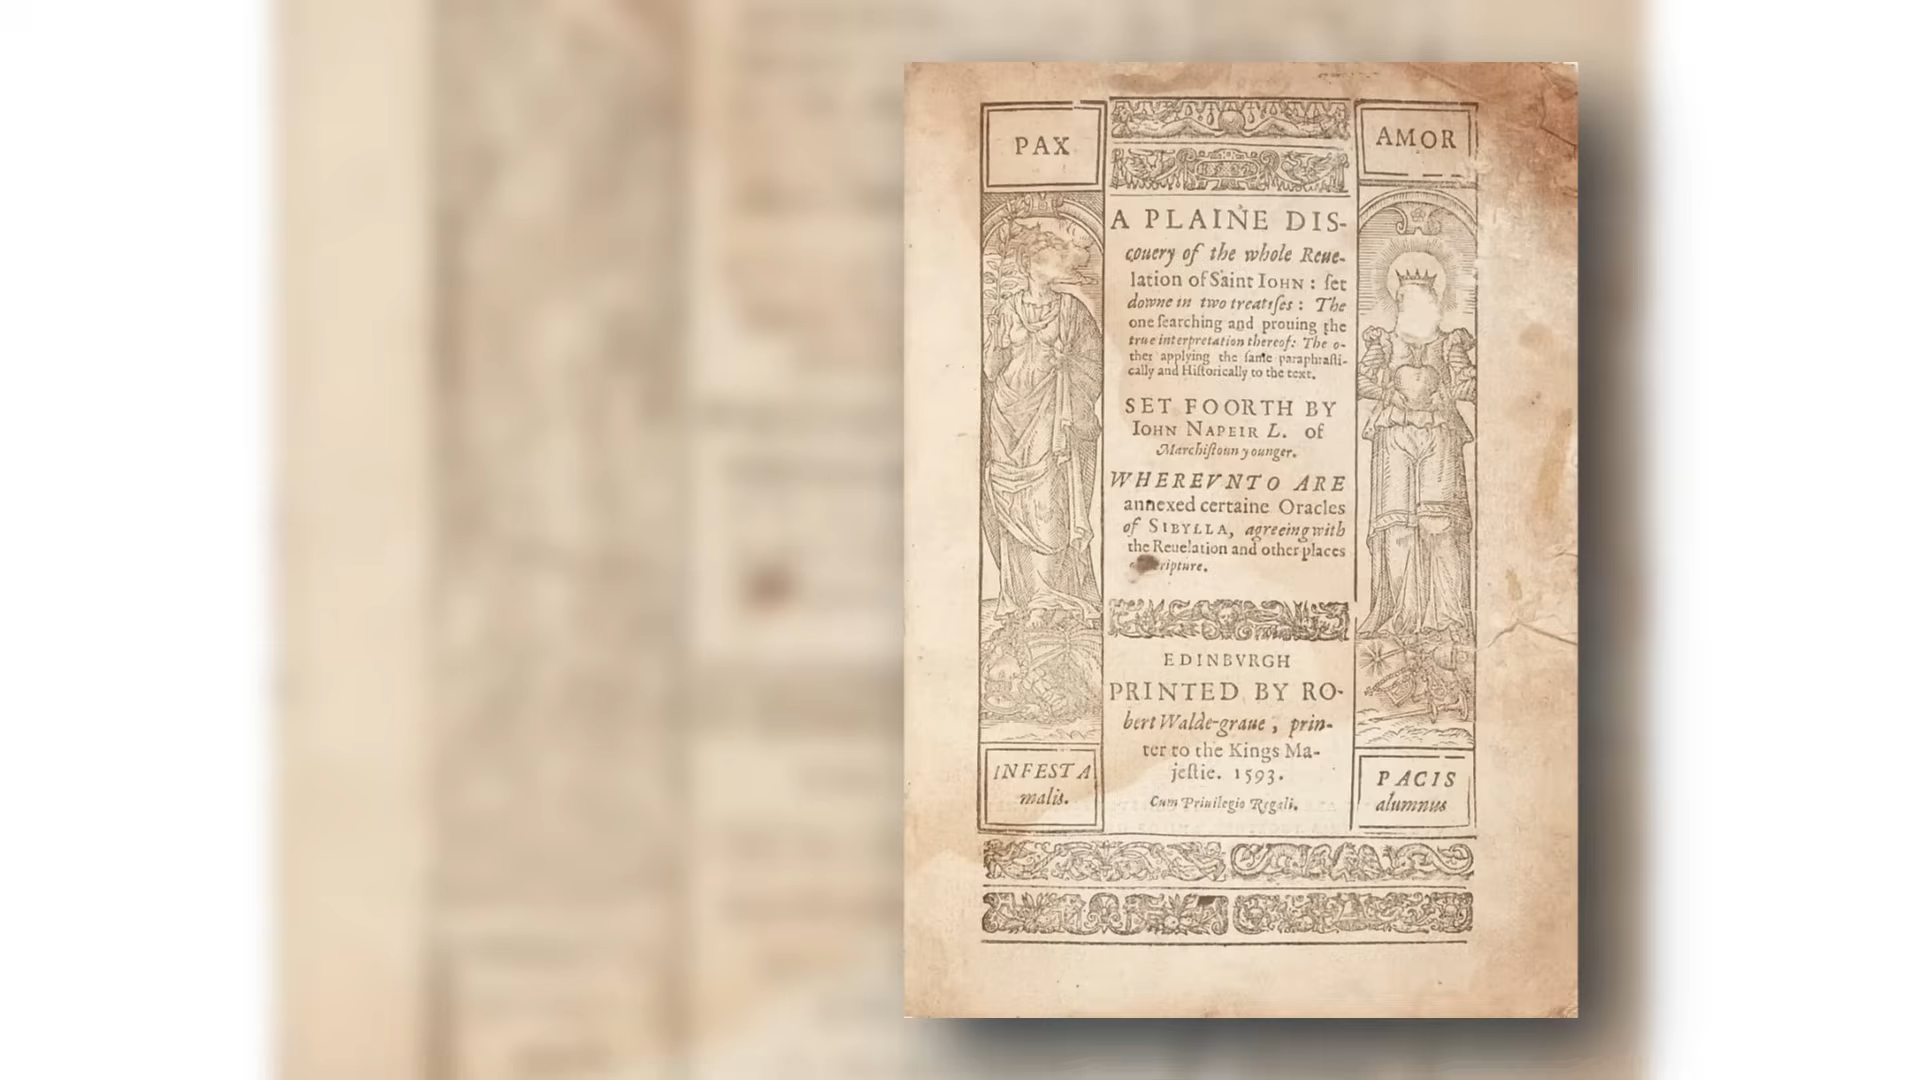 PAX
AMOR
A PLAINE DIS-
couery of the whole Reue-
lation of Saint IOHN : ſet
downe in two treatiſes : The
one ſearching and prouing the
true interpretation thereof: The o-
ther applying the ſame paraphraſti-
cally and Hiſtorically to the text.
SET FOORTH BY
IOHN NAPEIR L. of
Marchiſtoun younger.
WHEREVNTO ARE
annexed certaine Oracles
of SIBYLLA, agreeing with
the Reuelation and other places
ripture.
EDINBVRGH
PRINTED BY RO-
bert Walde-graue, prin-
ter to the Kings Ma-
jeſtie. 1593.
Cum Priuilegio Regali.
INFESTA
malis.
PACIS
alumnus